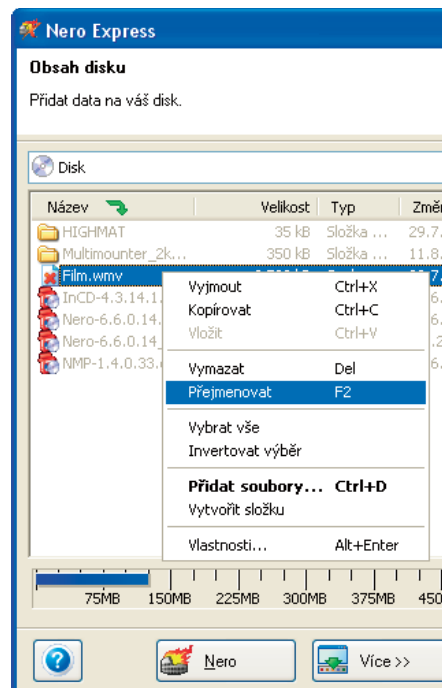 Nero Express
Obsah disku
Přidat data na váš disk.
Disk
Název Velikost Typ Změn
HIGHMAT 35 kB Složka ... 29.7.
Multimounter_2k... 350 kB Složka ... 11.8.
Film.wmv
InCD-4.3.14.1.
Nero-6.6.0.14.
Nero-6.6.0.14_
NMP-1.4.0.33.
Vyjmout Ctrl+X
Kopírovat Ctrl+C
Vložit Ctrl+V
Vymazat Del
Přejmenovat F2
Vybrat vše
Invertovat výběr
Přidat soubory... Ctrl+D
Vytvořit složku
Vlastnosti... Alt+Enter
75MB 150MB 225MB 300MB 375MB 450
Nero Více >>